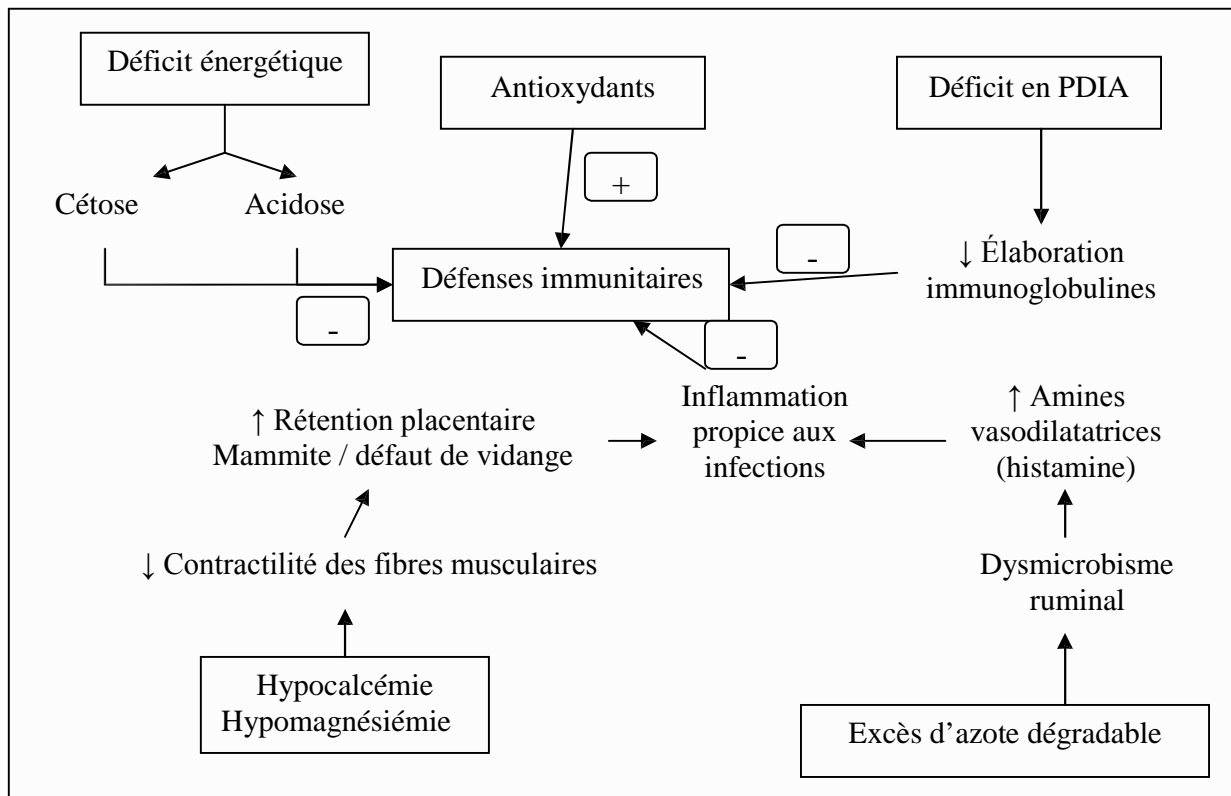 Déficit énergétique
Antioxydants
Déficit en PDIA
+
Cétose
Acidose
-
↓ Élaboration
immunoglobulines
Défenses immunitaires
-
-
↑ Rétention placentaire
Mammite / défaut de vidange
Inflammation
propice aux
infections
↑ Amines
vasodilatatrices
(histamine)
↓ Contractilité des fibres musculaires
Dysmicrobisme
ruminal
Hypocalcémie
Hypomagnésiémie
Excès d’azote dégradable